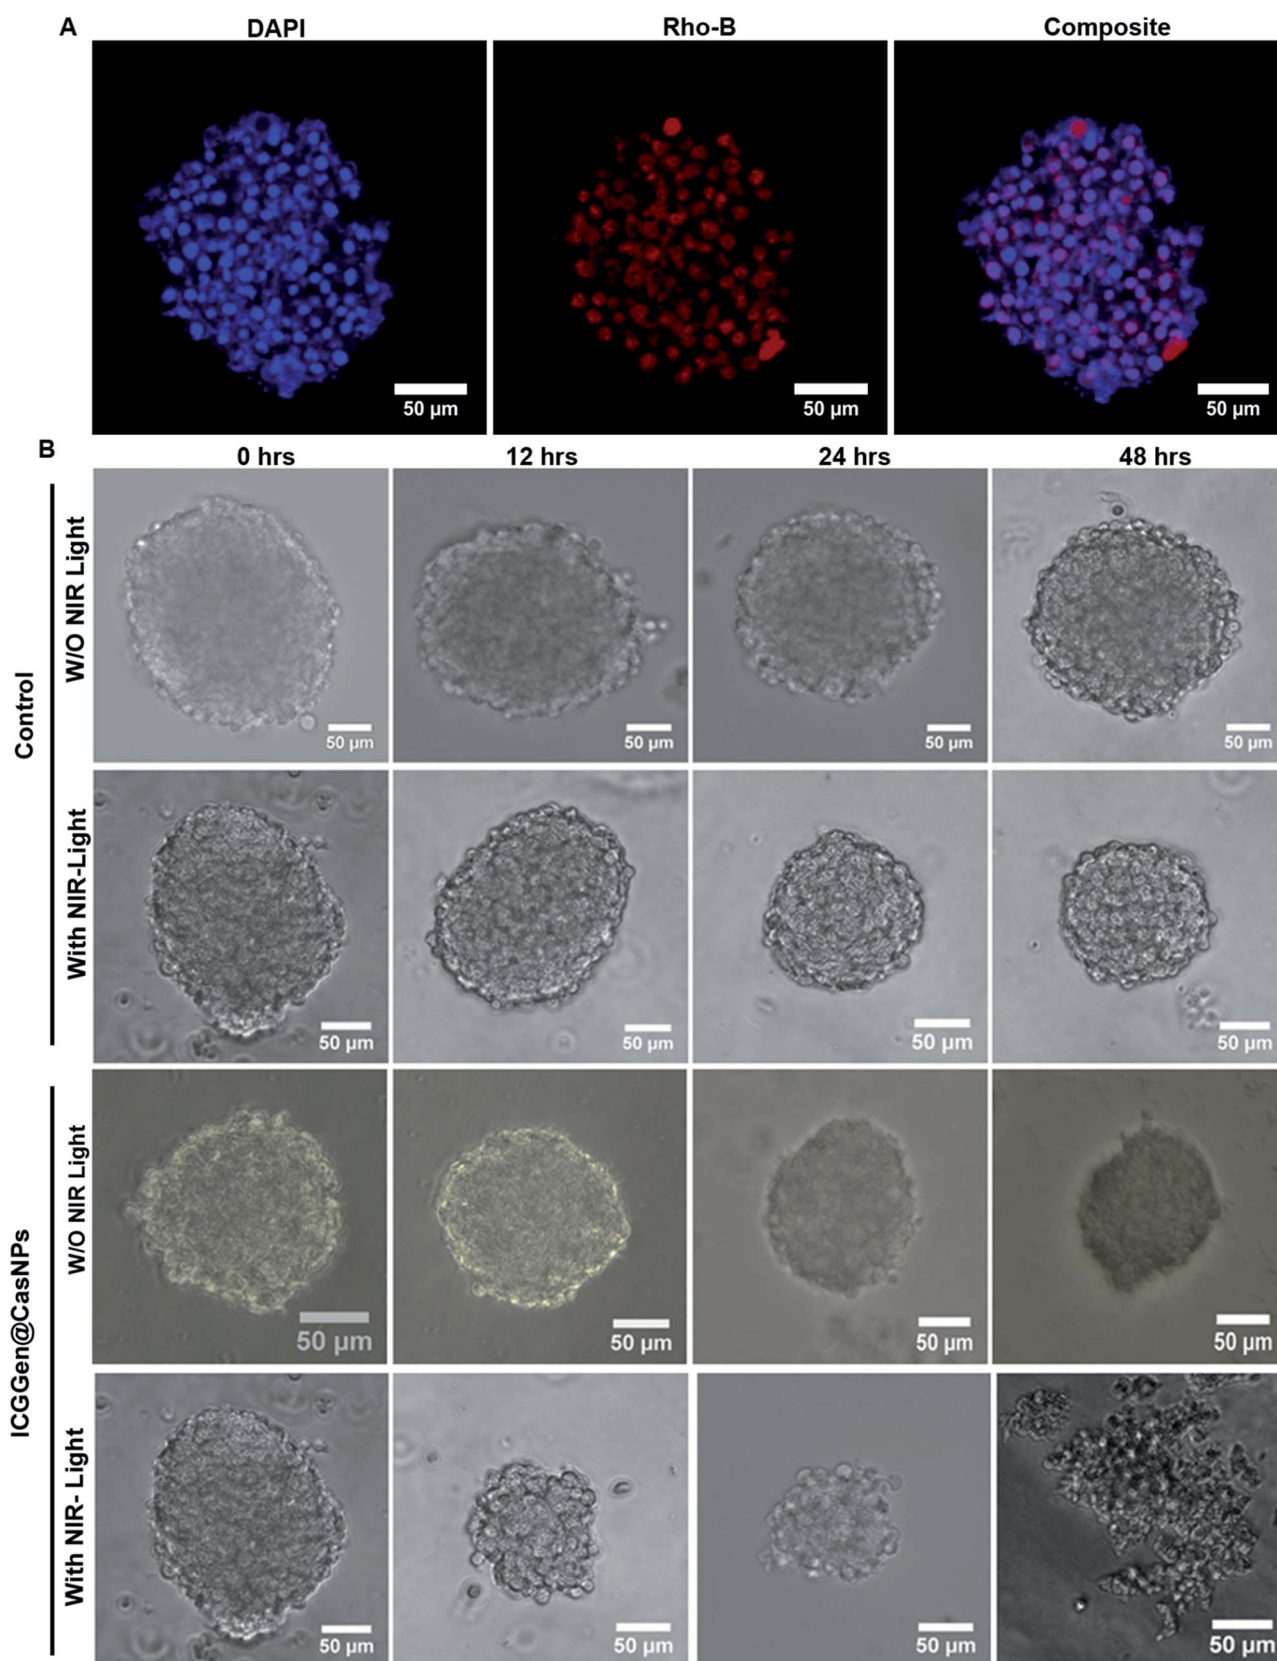 A
DAPI
Rho-B
Composite
50 µm
50 µm
50 µm
B
0 hrs
12 hrs
24 hrs
48 hrs
Control
W/O NIR Light
50 µm
50 µm
50 µm
50 µm
With NIR-Light
50 µm
50 µm
50 µm
50 µm
ICGGen@CasNPs
W/O NIR Light
50 µm
50 µm
50 µm
50 µm
With NIR- Light
50 µm
50 µm
50 µm
50 µm